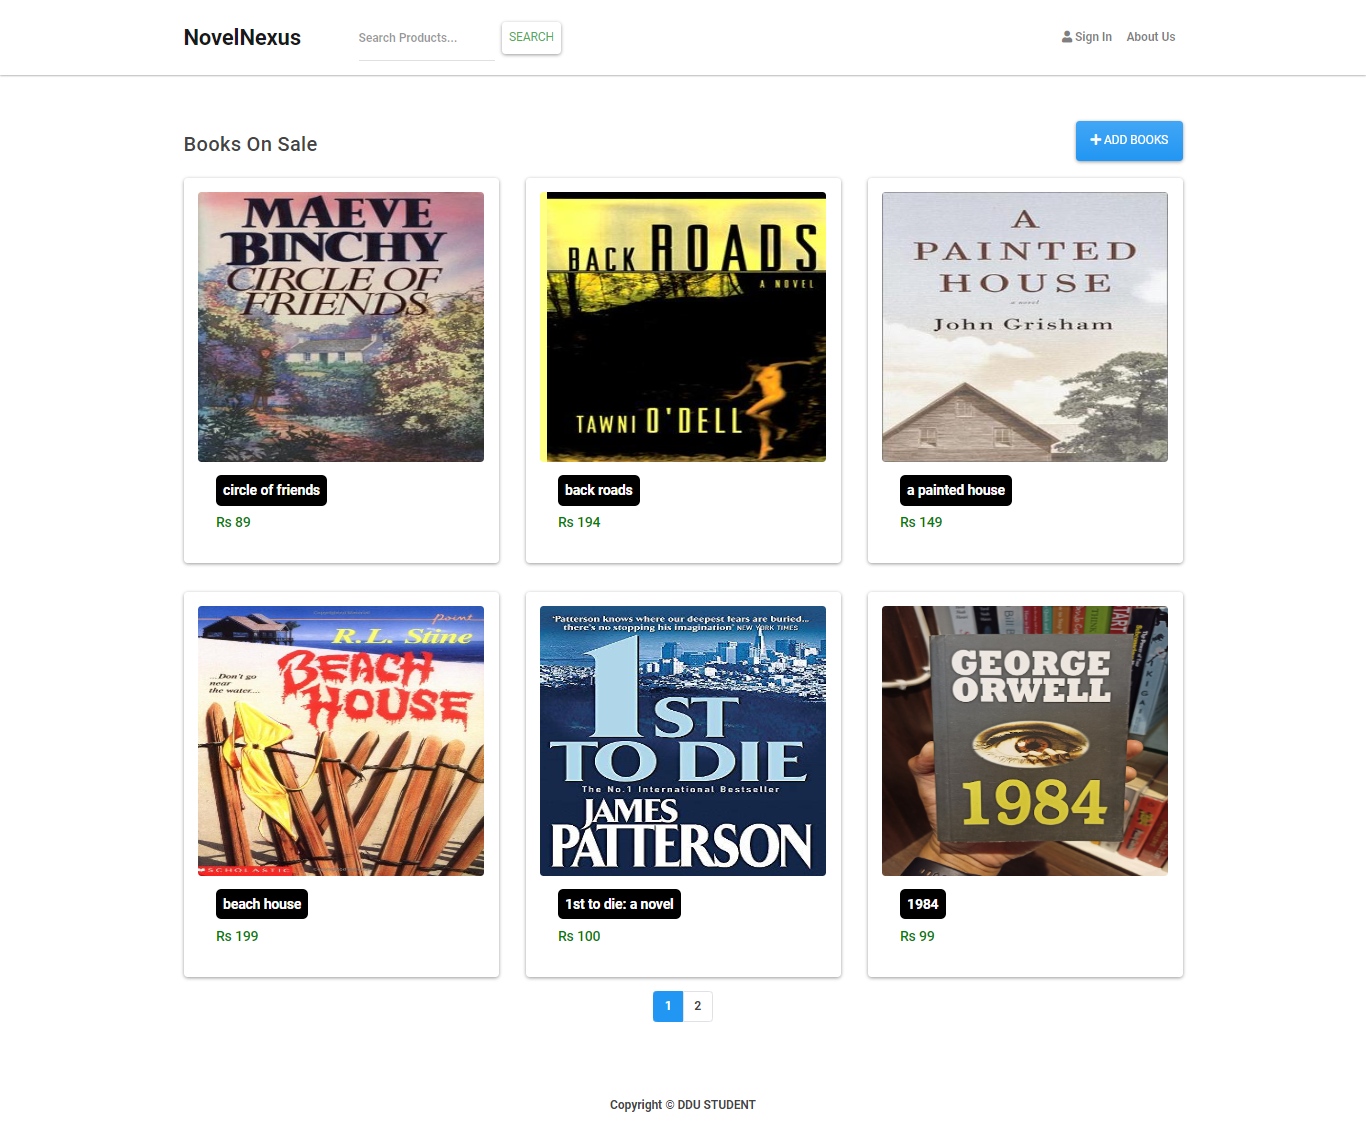 NovelNexus
Search Products...
SEARCH
Sign In
About Us
Books On Sale
ADD BOOKS
MAEVE
BINCHY
CIRCLE OF
FRIENDS
BACK ROADS
A NOVEL
TAWNI O'DELL
A
PAINTED
HOUSE
a novel
John Grisham
circle of friends
Rs 89
back roads
Rs 194
a painted house
Rs 149
point
R.L. Stine
BEACH
HOUSE
...Don't go
near
the water....
SCHOLASTIC
'Patterson knows where our deepest fears are buried...
there's no stopping his imagination' NEW YORK TIMES
1ST
TO DIE
The No.1 International Bestseller
JAMES
PATTERSON
GEORGE
ORWELL
1984
beach house
Rs 199
1st to die: a novel
Rs 100
1984
Rs 99
1
2
Copyright © DDU STUDENT